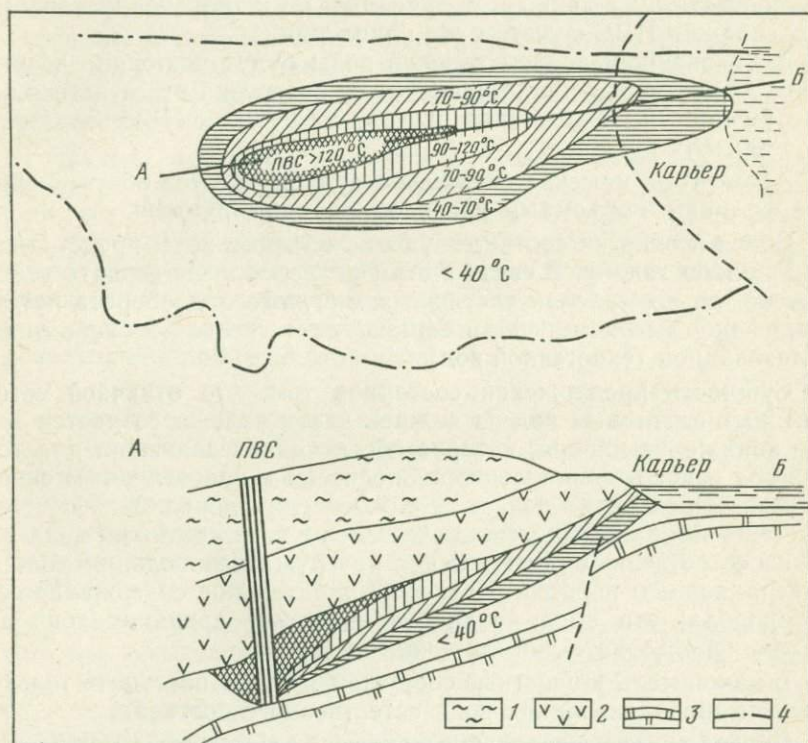 70–90°C
Б
А
ПВС >120°C
90–120°C
70–90°C
Карьер
40–70°C
< 40°C
А
ПВС
Карьер
Б
<40°C
1
2
3
4